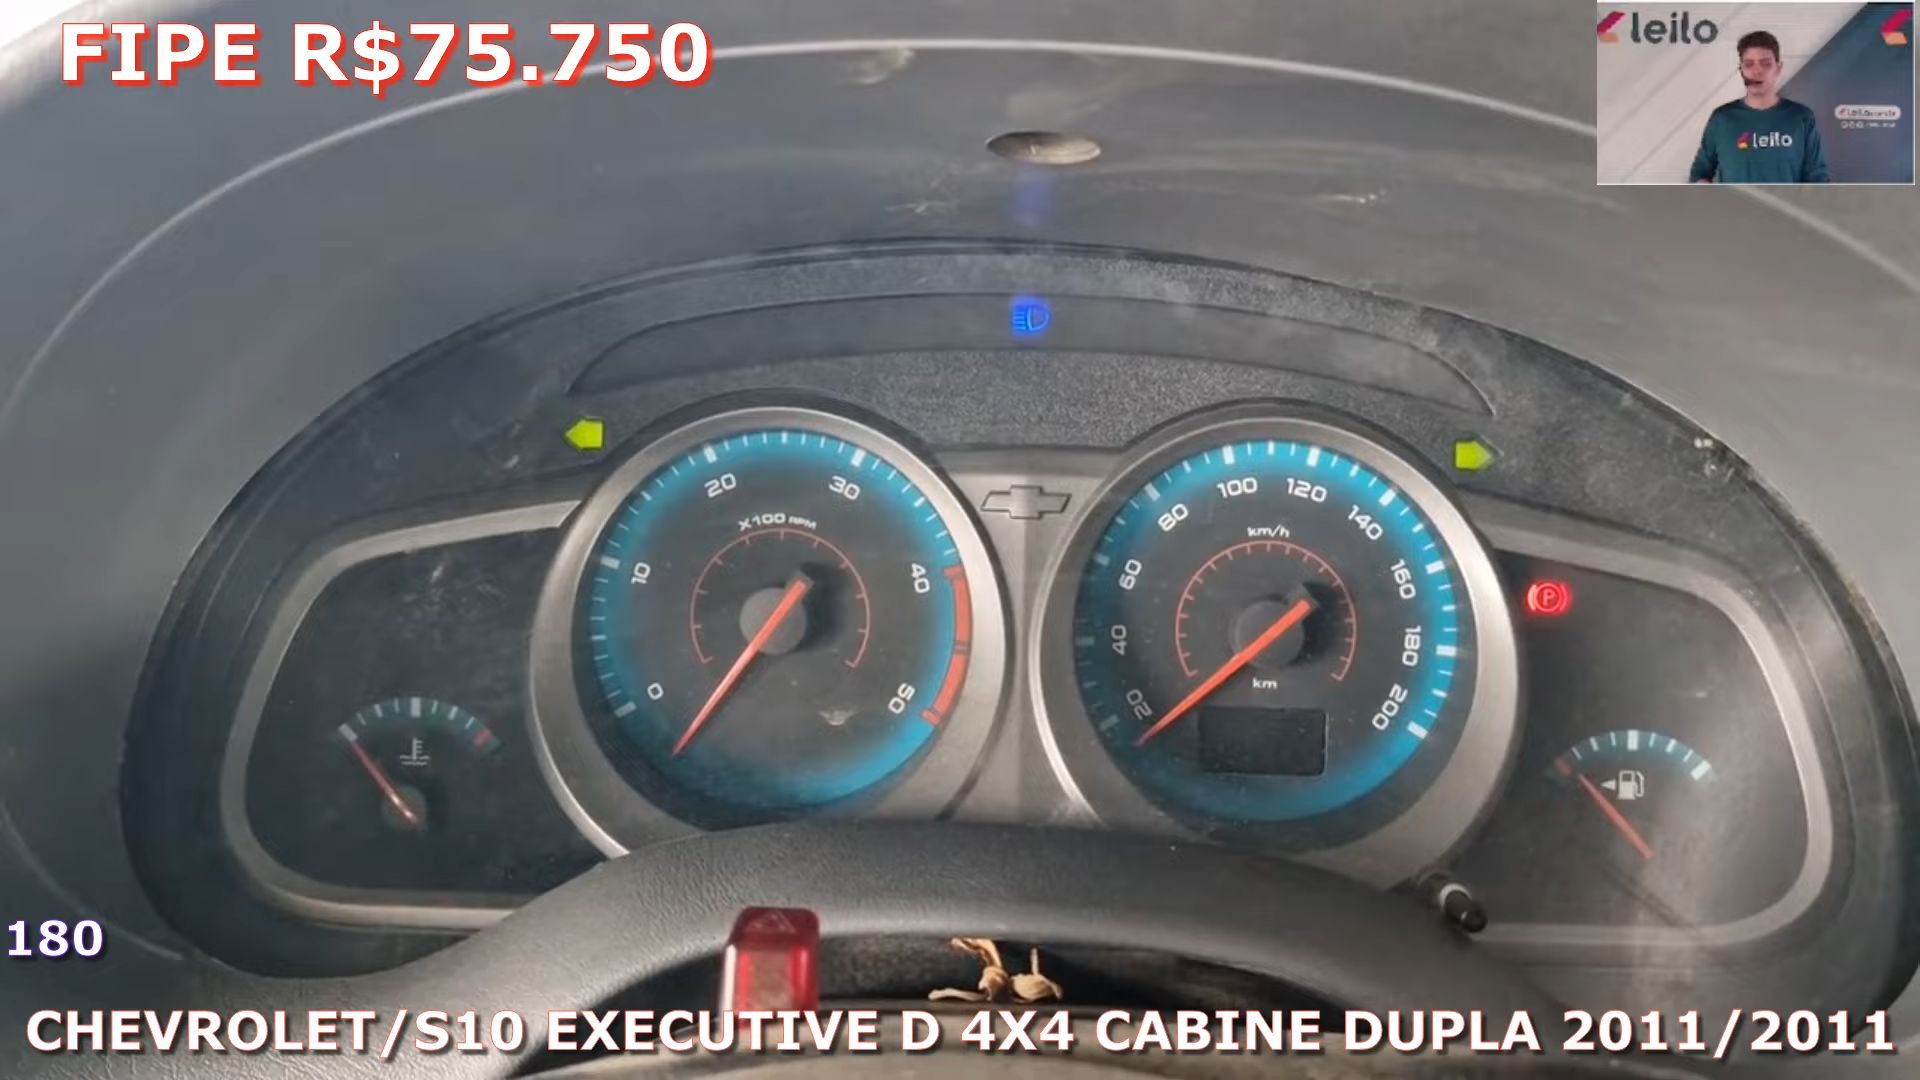 FIPE R$75.750
leilo
leilo
20
30
10
X100 RPM
40
0
50
100
120
80
km/h
140
60
160
40
180
km
20
200
P
180
CHEVROLET/S10 EXECUTIVE D 4X4 CABINE DUPLA 2011/2011